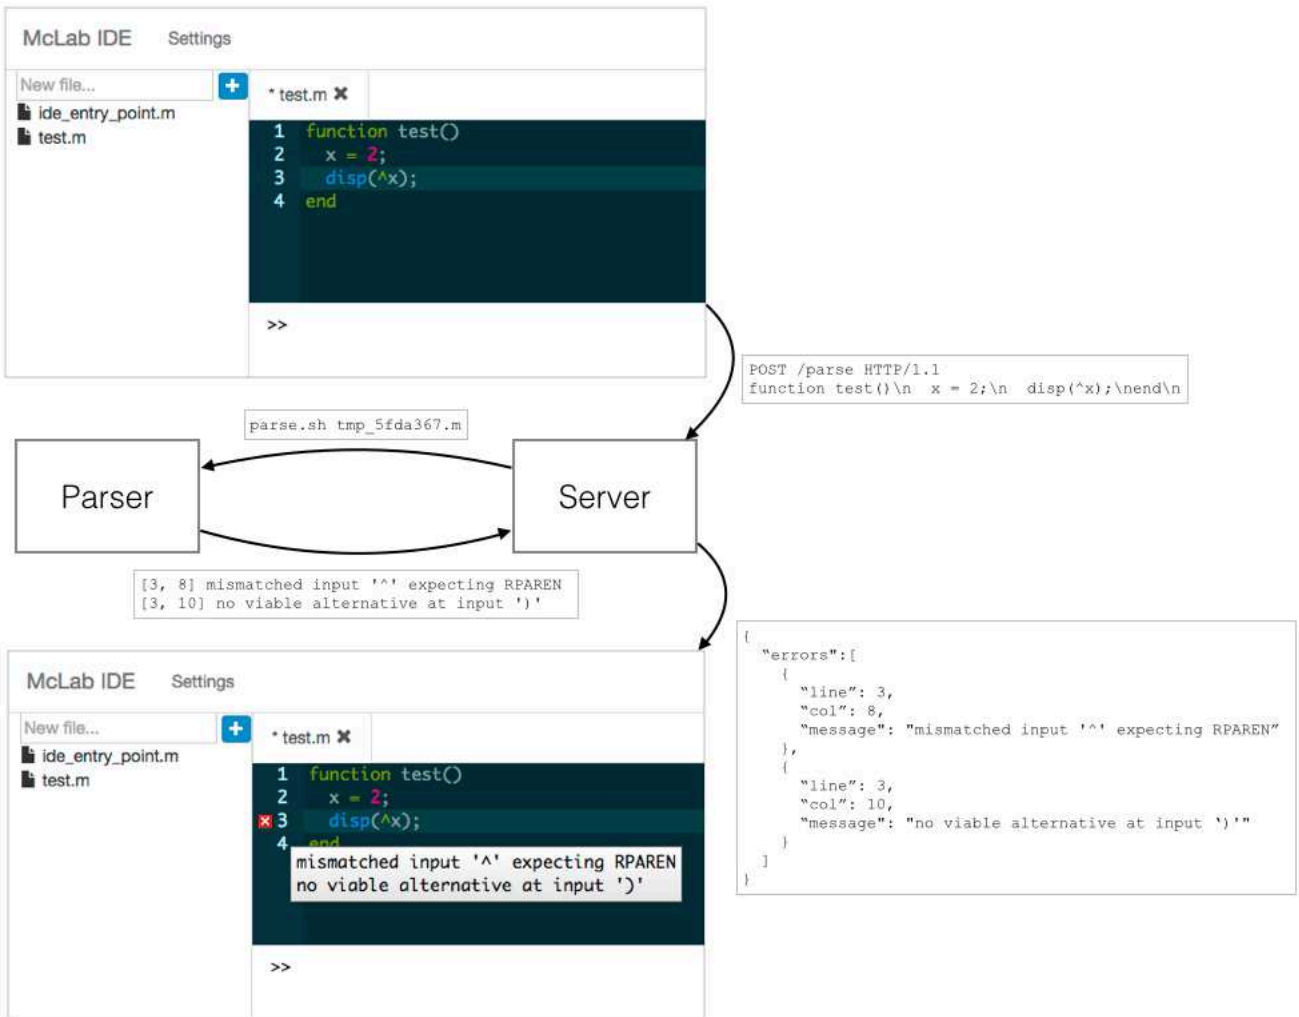 McLab IDE Settings
New file...
ide_entry_point.m
test.m
* test.m ✖
1 function test()
2   x = 2;
3   disp(^x);
4 end
>>
POST /parse HTTP/1.1
function test()\n  x = 2;\n  disp(^x);\nend\n
parse.sh tmp_5fda367.m
Parser
Server
[3, 8] mismatched input '^' expecting RPAREN
[3, 10] no viable alternative at input ')'
{
  “errors":[
    {
      “line”: 3,
      “col”: 8,
      “message”: "mismatched input '^' expecting RPAREN”
    },
    {
      “line”: 3,
      “col”: 10,
      “message”: "no viable alternative at input ‘)'"
    }
  ]
}
McLab IDE Settings
New file...
ide_entry_point.m
test.m
* test.m ✖
1 function test()
2   x = 2;
3   disp(^x);
4 end
mismatched input '^' expecting RPAREN
no viable alternative at input ')'
>>